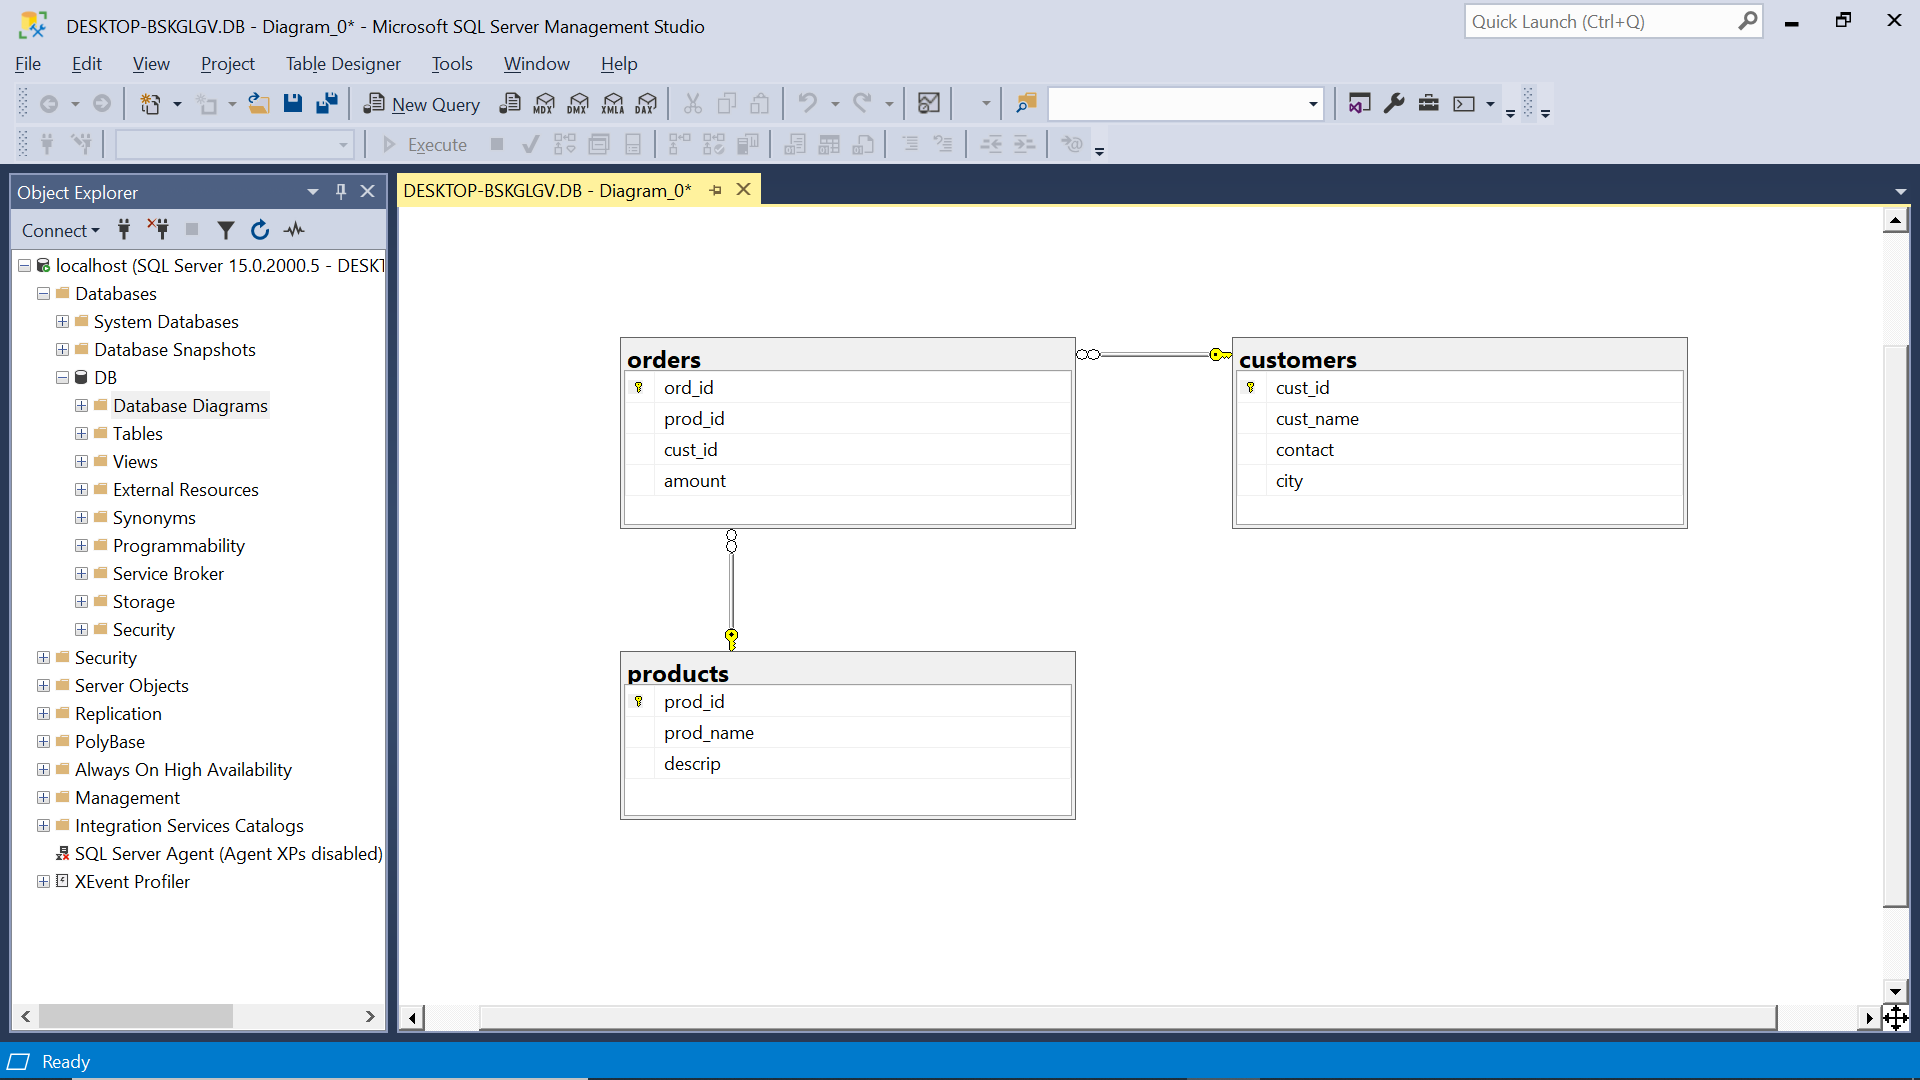 DESKTOP-BSKGLGV.DB - Diagram_0* - Microsoft SQL Server Management Studio
Quick Launch (Ctrl+Q)
File Edit View Project Table Designer Tools Window Help
New Query MDX DMX XMLA DAX
Execute
Object Explorer
DESKTOP-BSKGLGV.DB - Diagram_0*
Connect
localhost (SQL Server 15.0.2000.5 - DESKT
Databases
System Databases
Database Snapshots
DB
Database Diagrams
Tables
Views
External Resources
Synonyms
Programmability
Service Broker
Storage
Security
Security
Server Objects
Replication
PolyBase
Always On High Availability
Management
Integration Services Catalogs
SQL Server Agent (Agent XPs disabled)
XEvent Profiler
orders
ord_id
prod_id
cust_id
amount
customers
cust_id
cust_name
contact
city
products
prod_id
prod_name
descrip
Ready